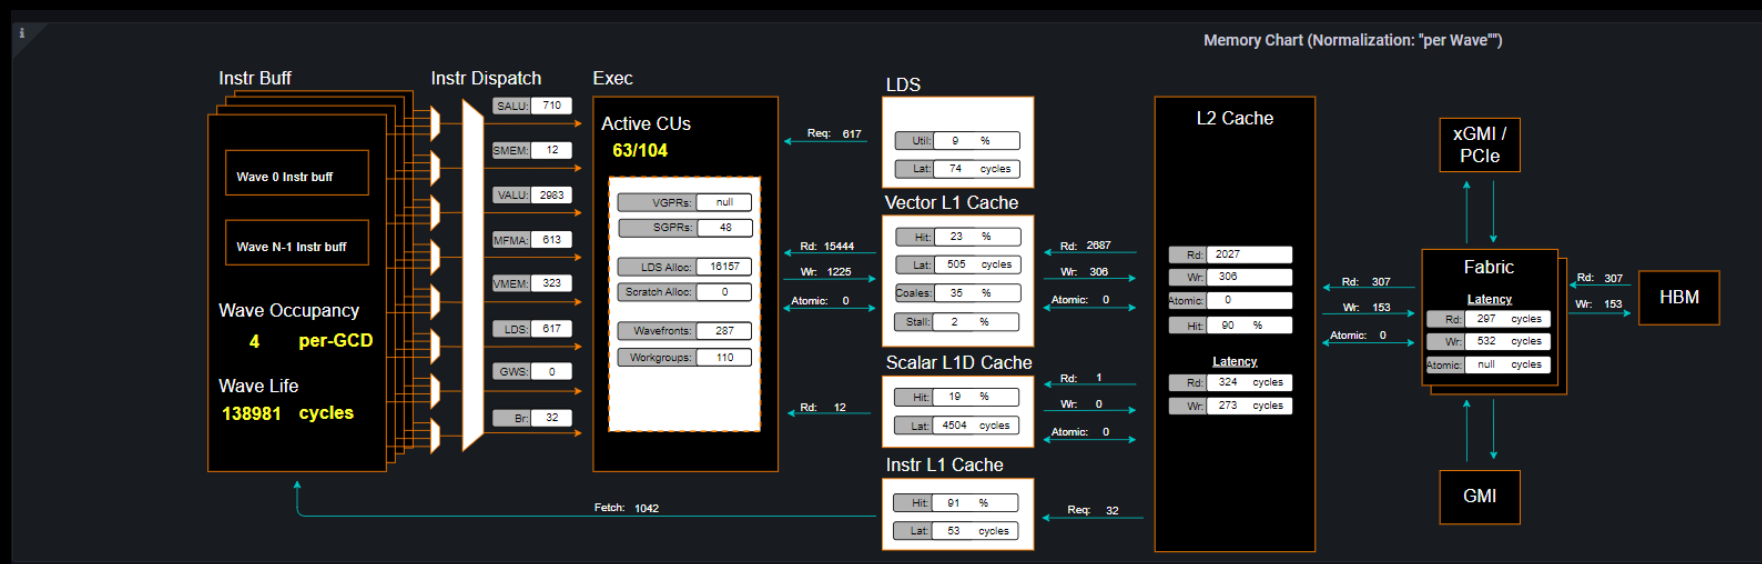 i
Memory Chart (Normalization: "per Wave"")
Instr Buff
Wave 0 Instr buff
Wave N-1 Instr buff
Wave Occupancy
4 per-GCD
Wave Life
138981 cycles
Instr Dispatch
SALU: 710
SMEM: 12
VALU: 2983
MFMA: 613
VMEM: 323
LDS: 617
GWS: 0
Br: 32
Exec
Active CUs
63/104
VGPRs: null
SGPRs: 48
LDS Alloc: 16157
Scratch Alloc: 0
Wavefronts: 287
Workgroups: 110
Req: 617
Rd: 15444
Wr: 1225
Atomic: 0
Rd: 12
Fetch: 1042
LDS
Util: 9 %
Lat: 74 cycles
Vector L1 Cache
Hit: 23 %
Lat: 505 cycles
Coales: 35 %
Stall: 2 %
Scalar L1D Cache
Hit: 19 %
Lat: 4504 cycles
Instr L1 Cache
Hit: 91 %
Lat: 53 cycles
Rd: 2687
Wr: 306
Atomic: 0
Rd: 1
Wr: 0
Atomic: 0
Req: 32
L2 Cache
Rd: 2027
Wr: 306
Atomic: 0
Hit: 90 %
Latency
Rd: 324 cycles
Wr: 273 cycles
Rd: 307
Wr: 153
Atomic: 0
xGMI /
PCIe
Fabric
Latency
Rd: 297 cycles
Wr: 532 cycles
Atomic: null cycles
GMI
Rd: 307
Wr: 153
HBM